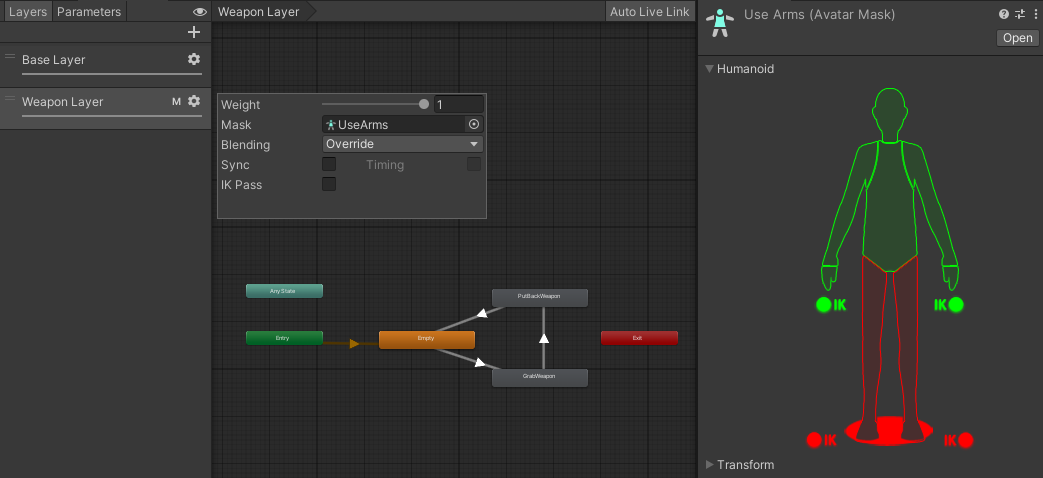 Layers Parameters
Base Layer
Weapon Layer M
Weapon Layer Auto Live Link
Weight 1
Mask UseArms
Blending Override
Sync Timing
IK Pass
Any State
PutBackWeapon
Entry
Empty
Exit
GrabWeapon
Use Arms (Avatar Mask)
Open
Humanoid
IK IK
IK IK
Transform